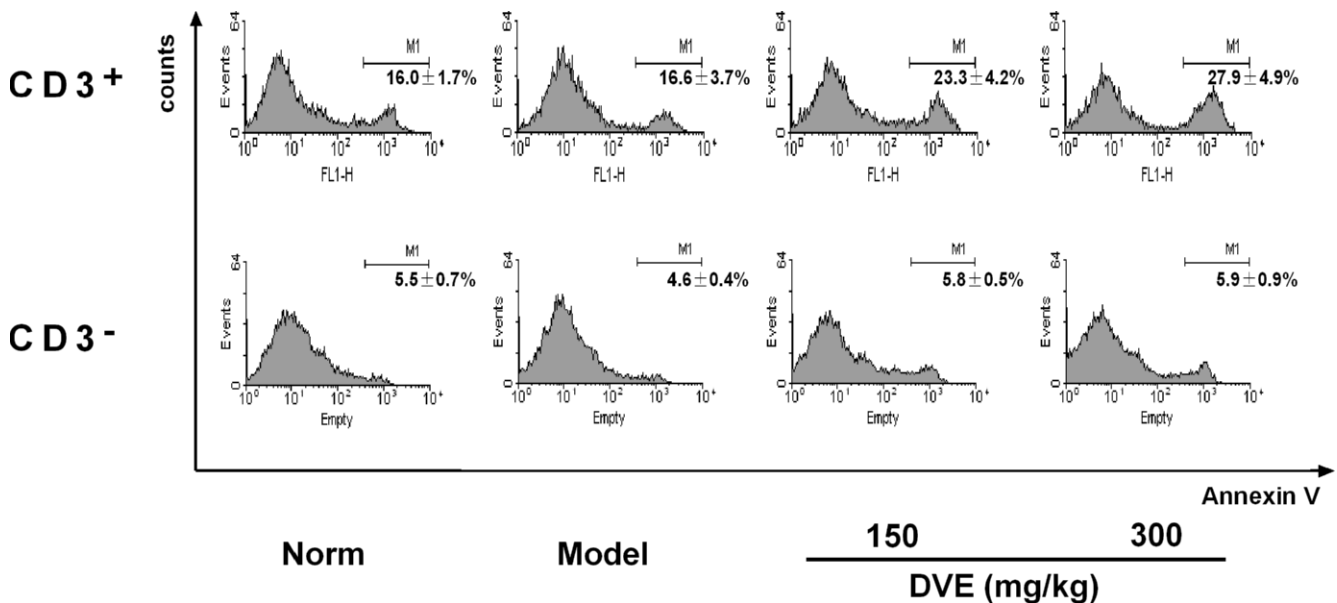 counts
CD3+
64
Events
0
M1
16.0±1.7%
10⁰ 10¹ 10² 10³ 10⁴
FL1-H
64
Events
0
M1
16.6±3.7%
10⁰ 10¹ 10² 10³ 10⁴
FL1-H
64
Events
0
M1
23.3±4.2%
10⁰ 10¹ 10² 10³ 10⁴
FL1-H
64
Events
0
M1
27.9±4.9%
10⁰ 10¹ 10² 10³ 10⁴
FL1-H
CD3-
64
Events
0
M1
5.5±0.7%
10⁰ 10¹ 10² 10³ 10⁴
Empty
64
Events
0
M1
4.6±0.4%
10⁰ 10¹ 10² 10³ 10⁴
Empty
64
Events
0
M1
5.8±0.5%
10⁰ 10¹ 10² 10³ 10⁴
Empty
64
Events
0
M1
5.9±0.9%
10⁰ 10¹ 10² 10³ 10⁴
Empty
Annexin V
Norm
Model
150 300
DVE (mg/kg)